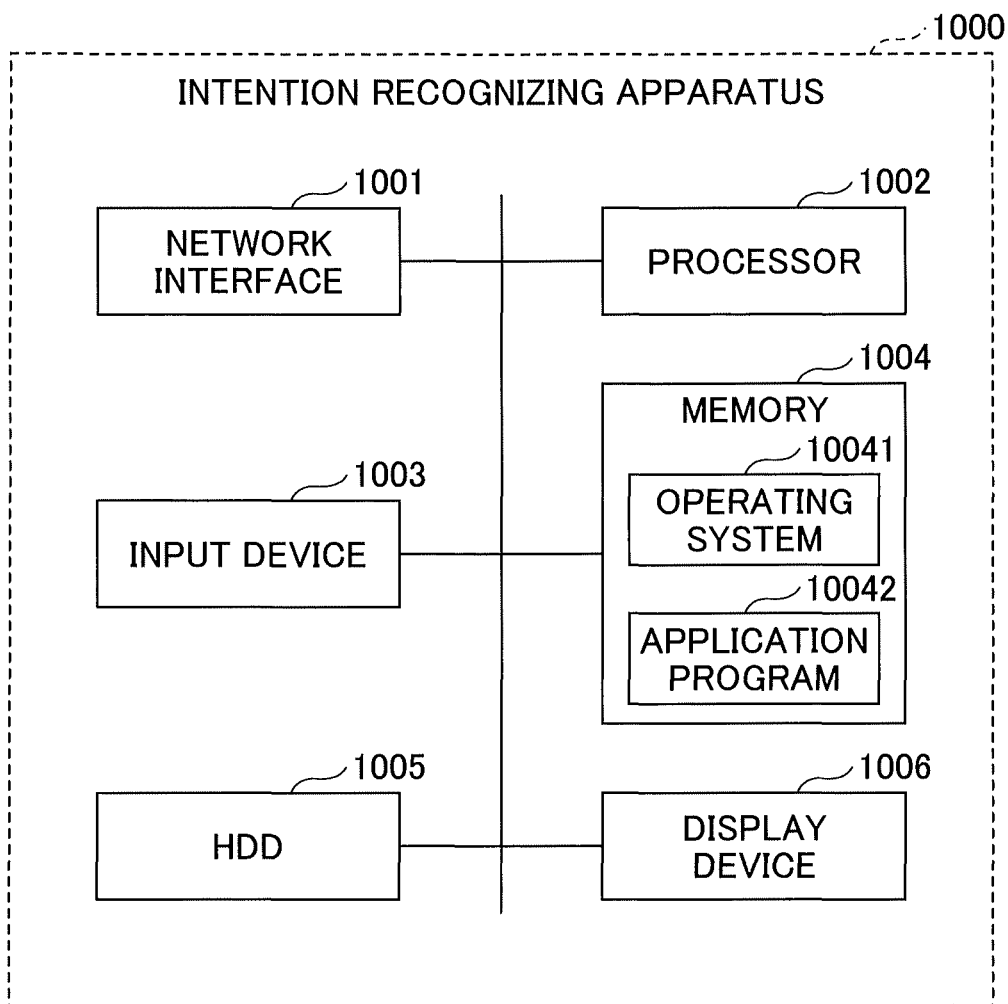 1000
INTENTION RECOGNIZING APPARATUS
1001
NETWORK
INTERFACE
1002
PROCESSOR
1003
INPUT DEVICE
1004
MEMORY
10041
OPERATING
SYSTEM
10042
APPLICATION
PROGRAM
1005
HDD
1006
DISPLAY
DEVICE